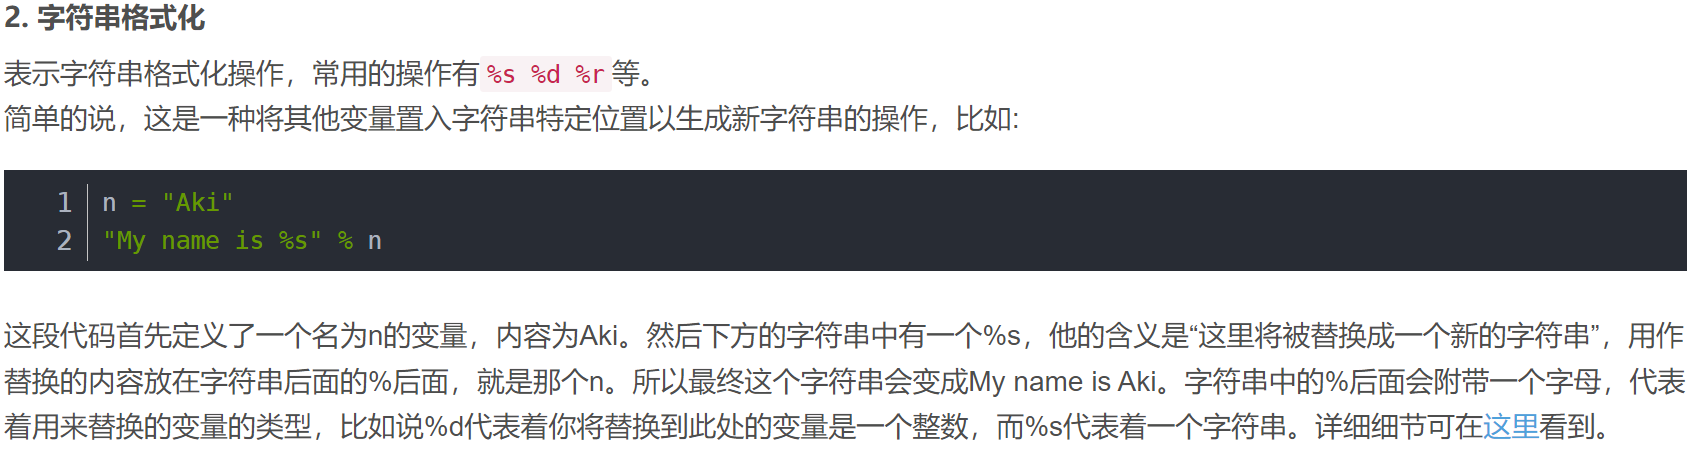 2. 字符串格式化
表示字符串格式化操作，常用的操作有%s %d %r等。
简单的说，这是一种将其他变量置入字符串特定位置以生成新字符串的操作，比如:
1 n = "Aki"
2 "My name is %s" % n
这段代码首先定义了一个名为n的变量，内容为Aki。然后下方的字符串中有一个%s，他的含义是“这里将被替换成一个新的字符串”，用作
替换的内容放在字符串后面的%后面，就是那个n。所以最终这个字符串会变成My name is Aki。字符串中的%后面会附带一个字母，代表
着用来替换的变量的类型，比如说%d代表着你将替换到此处的变量是一个整数，而%s代表着一个字符串。详细细节可在这里看到。